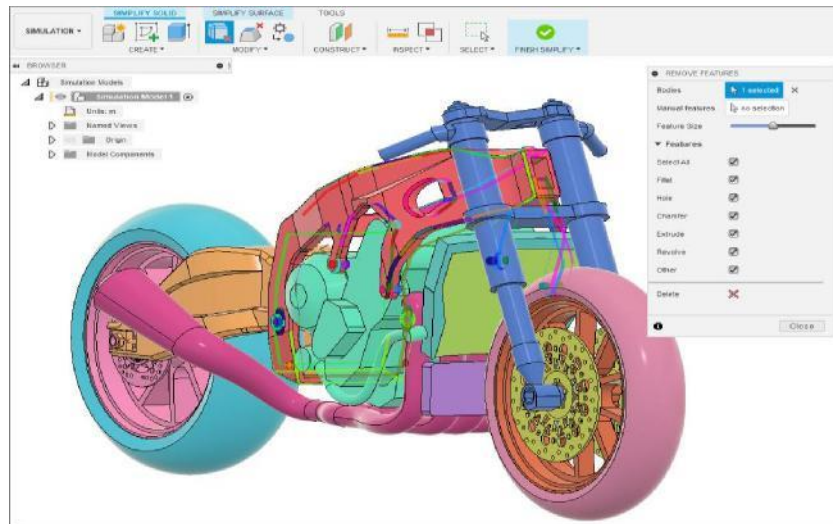 SIMPLIFY SOLID SIMPLIFY SURFACE TOOLS
SIMULATION
CREATE MODIFY CONSTRUCT INSPECT SELECT FINISH SIMPLIFY
BROWSER
Simulation Models
Simulation Model 1
Units: m
Named Views
Origin
Model Components
REMOVE FEATURES
Bodies 1 selected
Manual features no selection
Feature Size
Features
Select All
Fillet
Hole
Chamfer
Extrude
Revolve
Other
Delete
Close